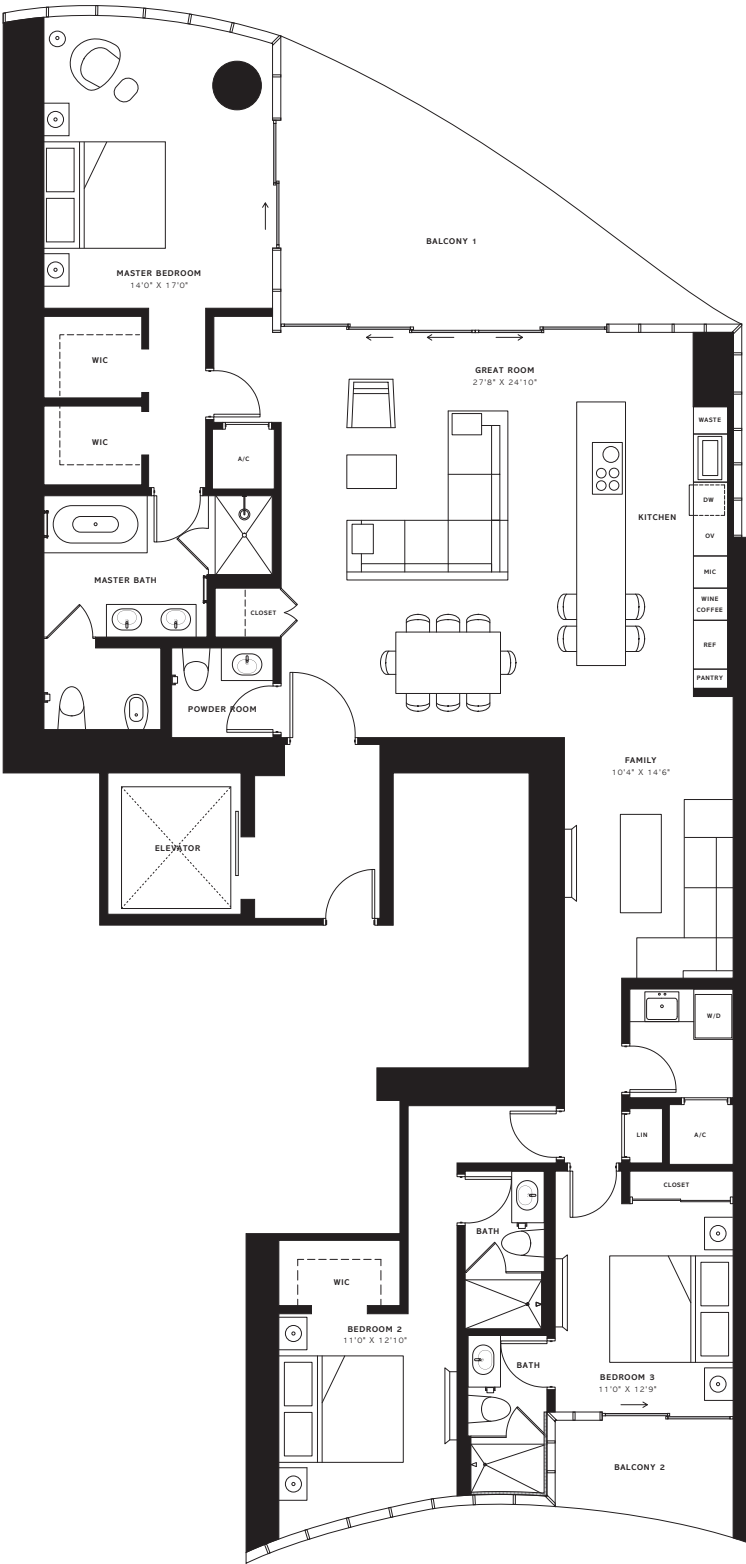 BALCONY 1
MASTER BEDROOM
14'0" X 17'0"
WIC
GREAT ROOM
27'8" X 24'10"
WASTE
WIC
A/C
DW
KITCHEN
OV
MIC
MASTER BATH
WINE
COFFEE
CLOSET
REF
PANTRY
POWDER ROOM
FAMILY
10'4" X 14'6"
ELEVATOR
W/D
LIN
A/C
CLOSET
BATH
WIC
BEDROOM 2
11'0" X 12'10"
BATH
BEDROOM 3
11'0" X 12'9"
BALCONY 2